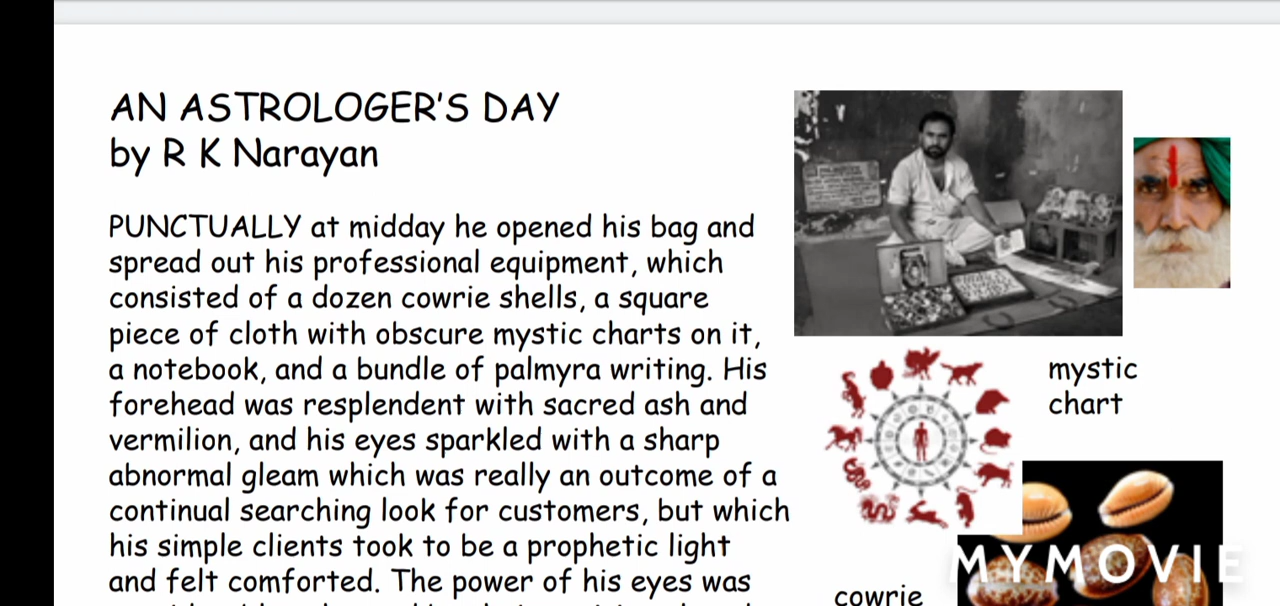 AN ASTROLOGER'S DAY
by R K Narayan
PUNCTUALLY at midday he opened his bag and
spread out his professional equipment, which
consisted of a dozen cowrie shells, a square
piece of cloth with obscure mystic charts on it,
a notebook, and a bundle of palmyra writing. His
forehead was resplendent with sacred ash and
vermilion, and his eyes sparkled with a sharp
abnormal gleam which was really an outcome of a
continual searching look for customers, but which
his simple clients took to be a prophetic light
and felt comforted. The power of his eyes was
mystic
chart
cowrie
MYMOVIE